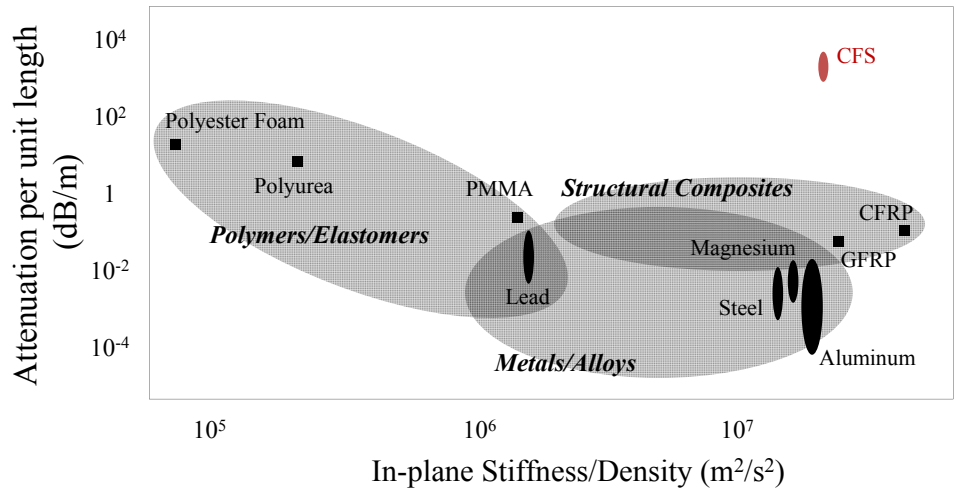 Attenuation per unit length
(dB/m)
10⁴
10²
1
10⁻²
10⁻⁴
CFS
Polyester Foam
Polyurea
PMMA
Structural Composites
CFRP
Polymers/Elastomers
Magnesium
GFRP
Lead
Steel
Metals/Alloys
Aluminum
10⁵
10⁶
10⁷
In-plane Stiffness/Density (m²/s²)